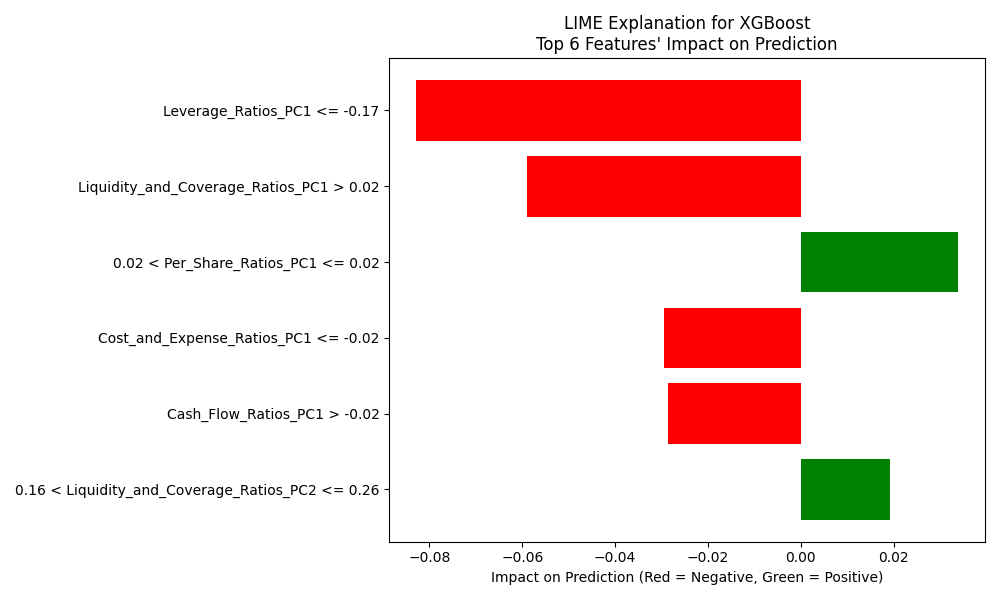 LIME Explanation for XGBoost
Top 6 Features' Impact on Prediction
Leverage_Ratios_PC1 <= -0.17
Liquidity_and_Coverage_Ratios_PC1 > 0.02
0.02 < Per_Share_Ratios_PC1 <= 0.02
Cost_and_Expense_Ratios_PC1 <= -0.02
Cash_Flow_Ratios_PC1 > -0.02
0.16 < Liquidity_and_Coverage_Ratios_PC2 <= 0.26
−0.08 −0.06 −0.04 −0.02 0.00 0.02
Impact on Prediction (Red = Negative, Green = Positive)